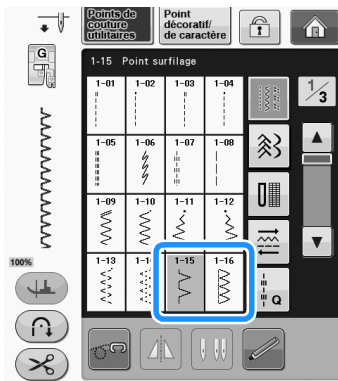 Points de
couture
utilitaires
Point
décoratif/
de caractère
G
1-15 Point surfilage
1/3
1-01 1-02 1-03 1-04
1-05 1-06 1-07 1-08
1-09 1-10 1-11 1-12
1-13 1-15 1-16
Q
100%